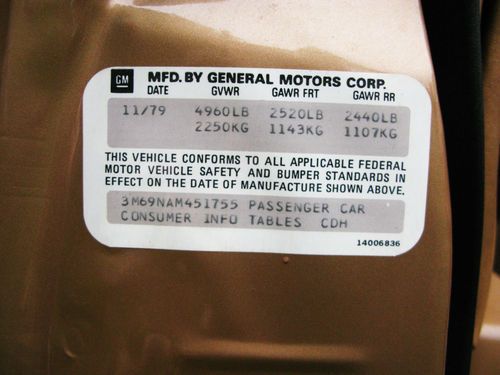 GM MFD. BY GENERAL MOTORS CORP.
DATE GVWR GAWR FRT GAWR RR
11/79 4960LB 2520LB 2440LB
2250KG 1143KG 1107KG
THIS VEHICLE CONFORMS TO ALL APPLICABLE FEDERAL
MOTOR VEHICLE SAFETY AND BUMPER STANDARDS IN
EFFECT ON THE DATE OF MANUFACTURE SHOWN ABOVE.
3M69NAM451755 PASSENGER CAR
CONSUMER INFO TABLES CDH
14006836